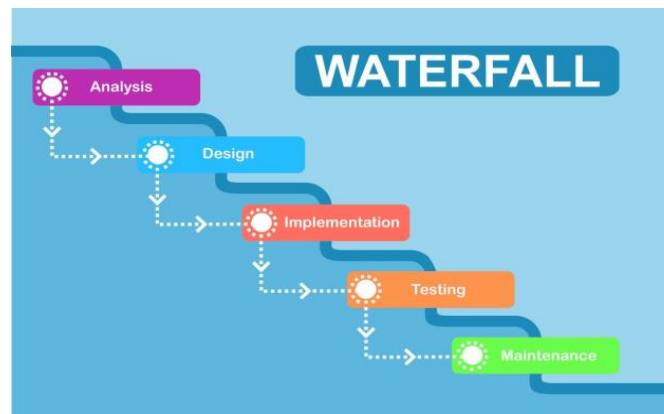 WATERFALL
Analysis
Design
Implementation
Testing
Maintenance